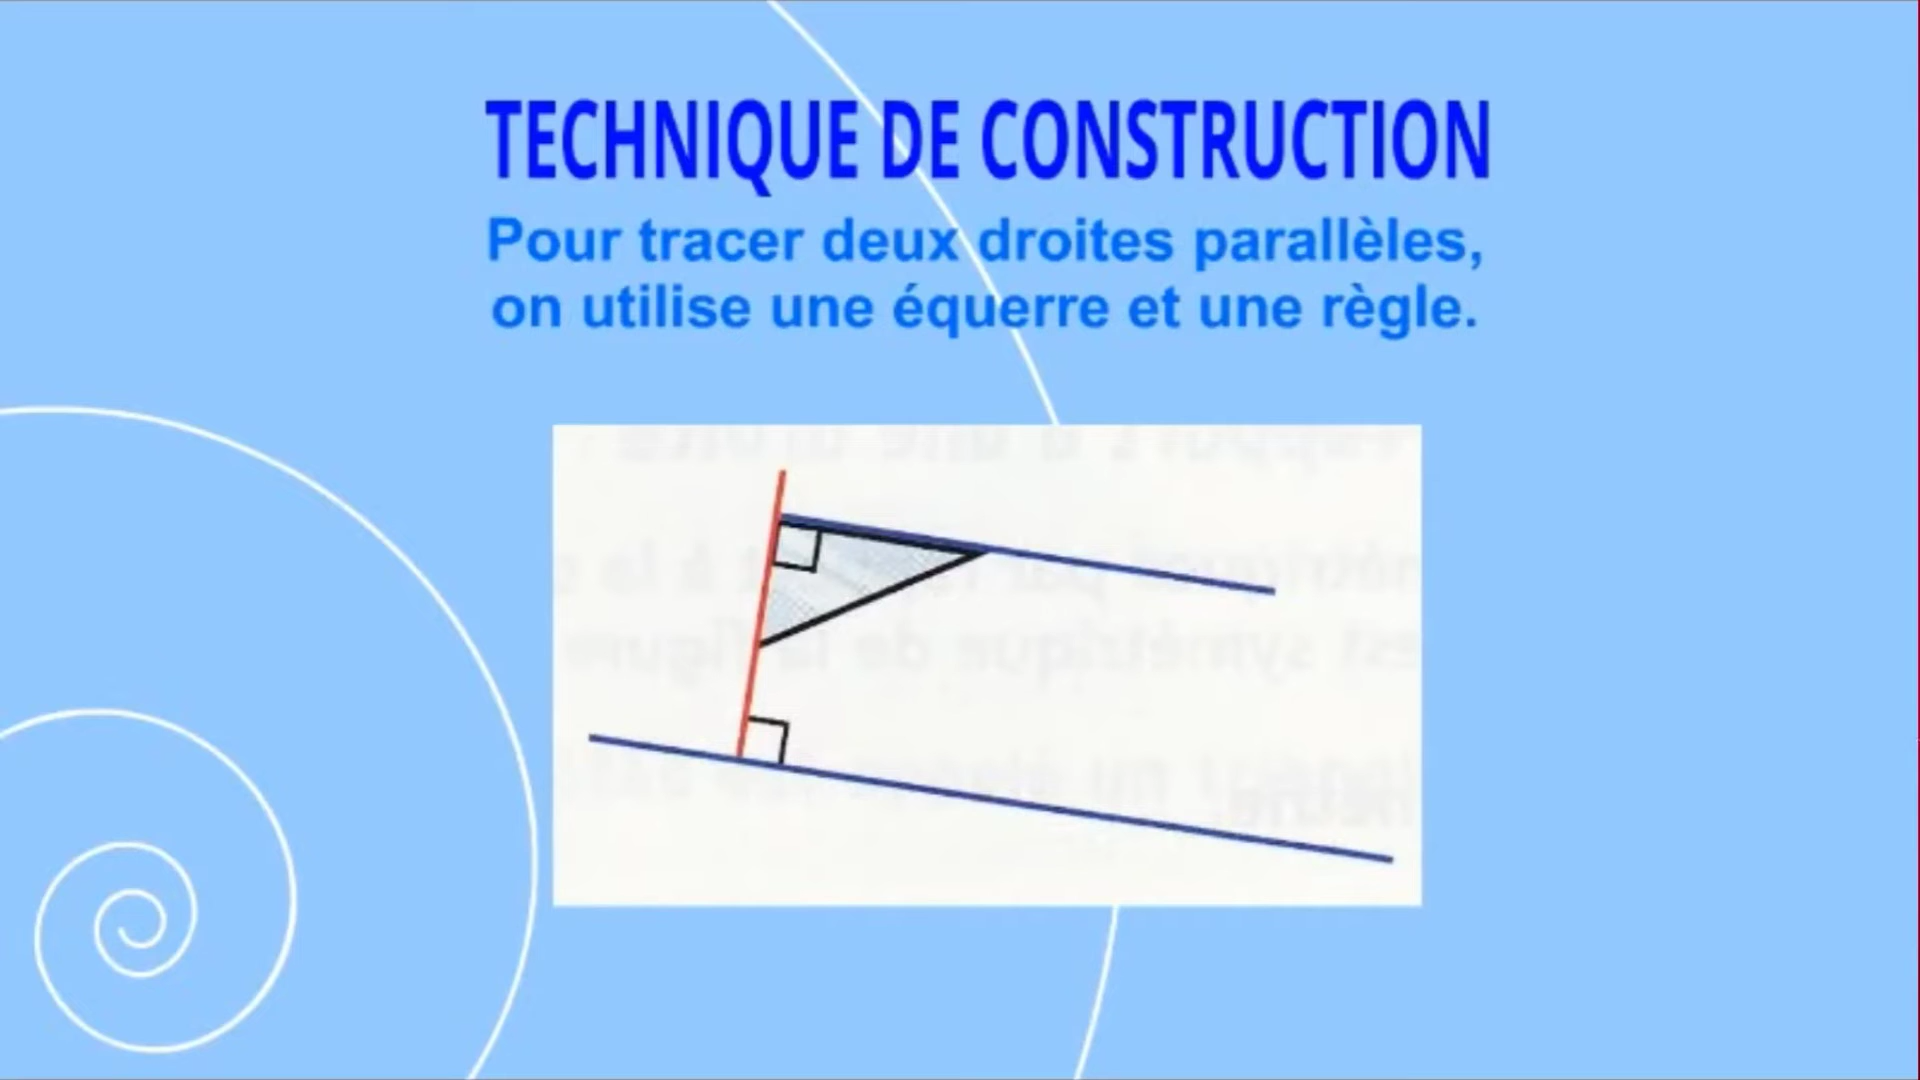 TECHNIQUE DE CONSTRUCTION
Pour tracer deux droites parallèles,
on utilise une équerre et une règle.